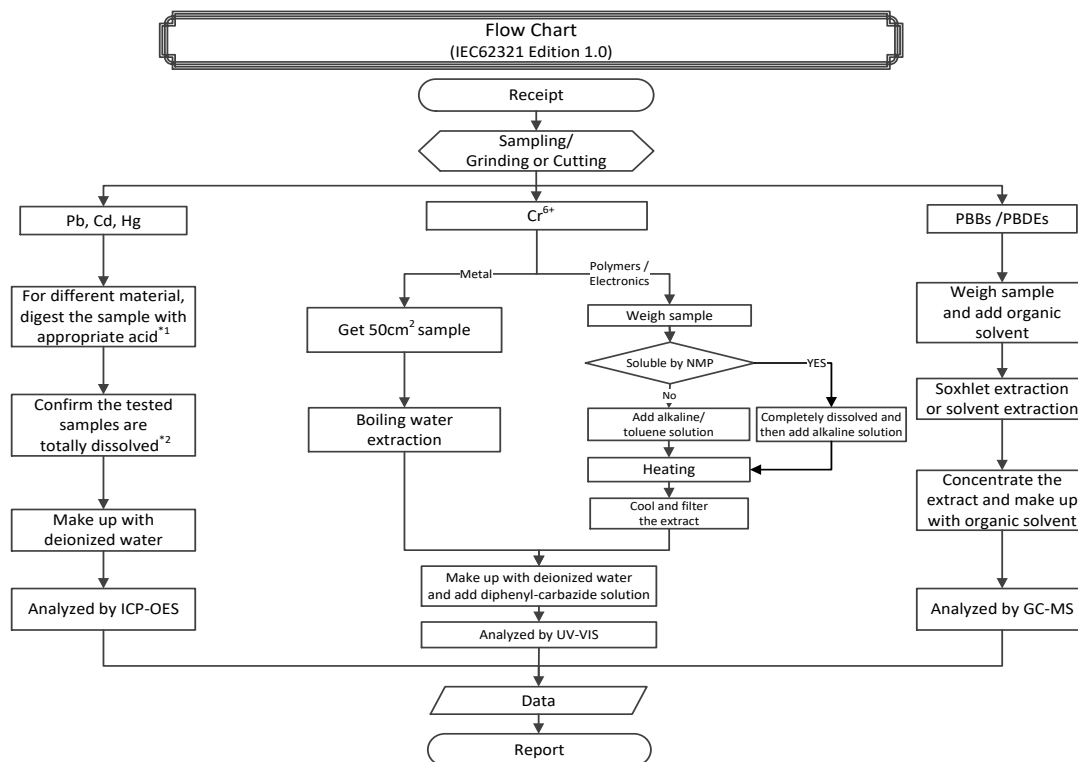 Flow Chart
(IEC62321 Edition 1.0)
Receipt
Sampling/
Grinding or Cutting
Pb, Cd, Hg
Cr⁶⁺
PBBs /PBDEs
Metal
Polymers /
Electronics
For different material,
digest the sample with
appropriate acid*1
Confirm the tested
samples are
totally dissolved*2
Make up with
deionized water
Analyzed by ICP-OES
Get 50cm² sample
Boiling water
extraction
Weigh sample
Soluble by NMP
YES
No
Add alkaline/
toluene solution
Completely dissolved and
then add alkaline solution
Heating
Cool and filter
the extract
Make up with deionized water
and add diphenyl-carbazide solution
Analyzed by UV-VIS
Weigh sample
and add organic
solvent
Soxhlet extraction
or solvent extraction
Concentrate the
extract and make up
with organic solvent
Analyzed by GC-MS
Data
Report